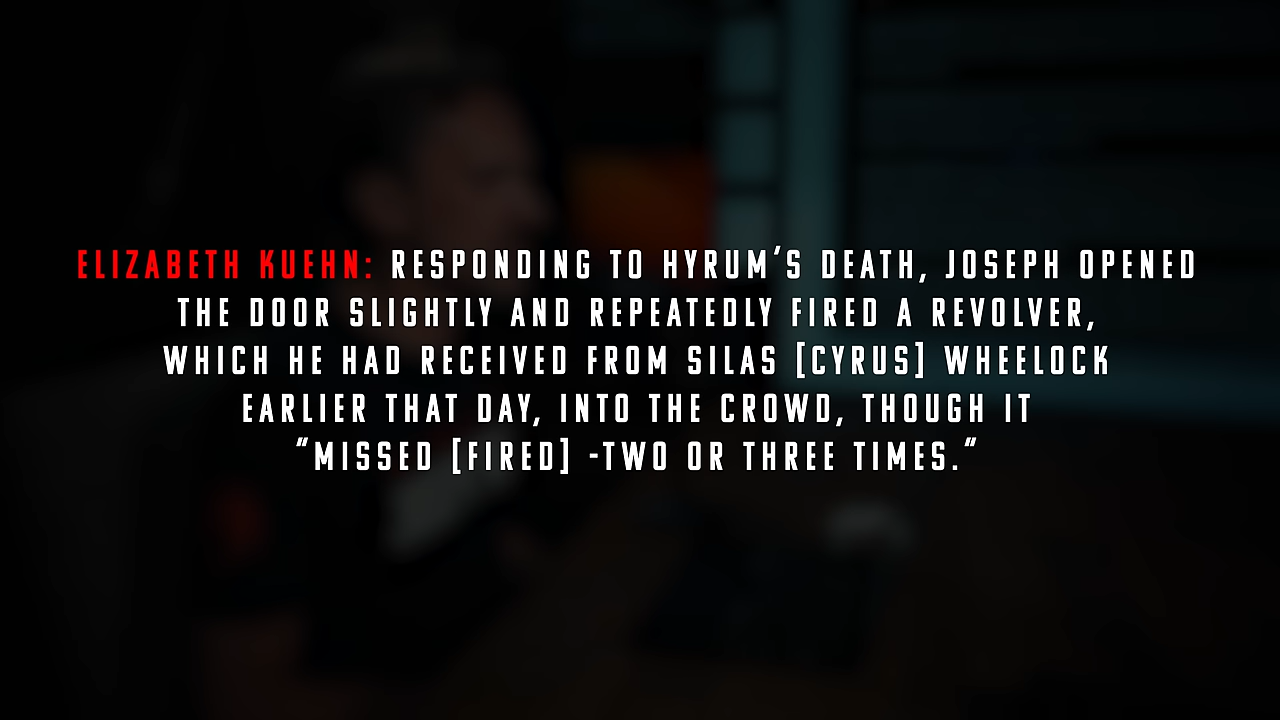 ELIZABETH KUEHN: RESPONDING TO HYRUM'S DEATH, JOSEPH OPENED
THE DOOR SLIGHTLY AND REPEATEDLY FIRED A REVOLVER,
WHICH HE HAD RECEIVED FROM SILAS [CYRUS] WHEELOCK
EARLIER THAT DAY, INTO THE CROWD, THOUGH IT
"MISSED [FIRED] -TWO OR THREE TIMES."